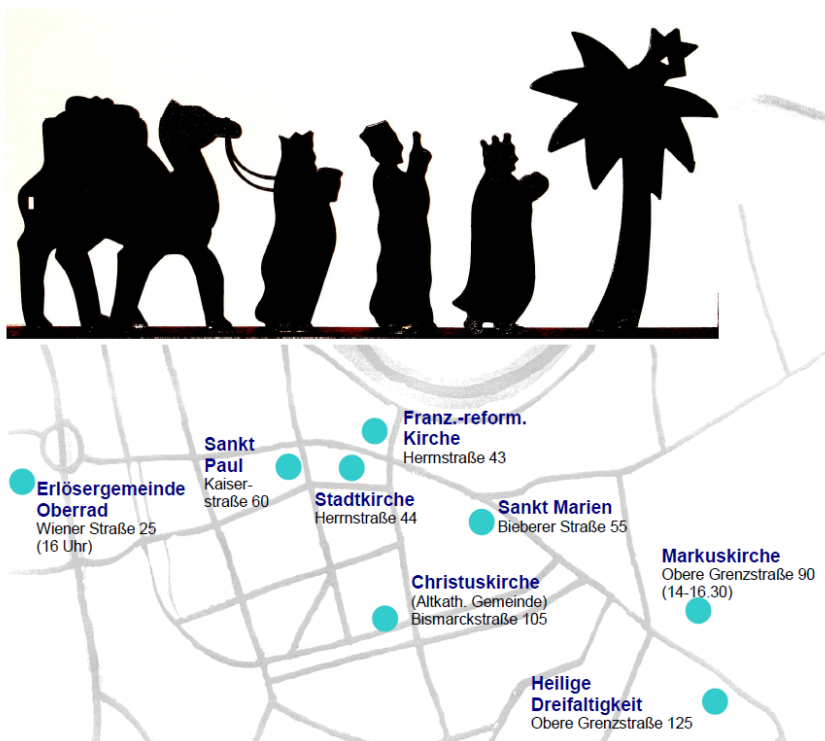 Franz.-reform.
Kirche
Herrnstraße 43
Sankt
Paul
Kaiser-
straße 60
Stadtkirche
Herrnstraße 44
Erlösergemeinde
Oberrad
Wiener Straße 25
(16 Uhr)
Sankt Marien
Bieberer Straße 55
Markuskirche
Obere Grenzstraße 90
(14-16.30)
Christuskirche
(Altkath. Gemeinde)
Bismarckstraße 105
Heilige
Dreifaltigkeit
Obere Grenzstraße 125